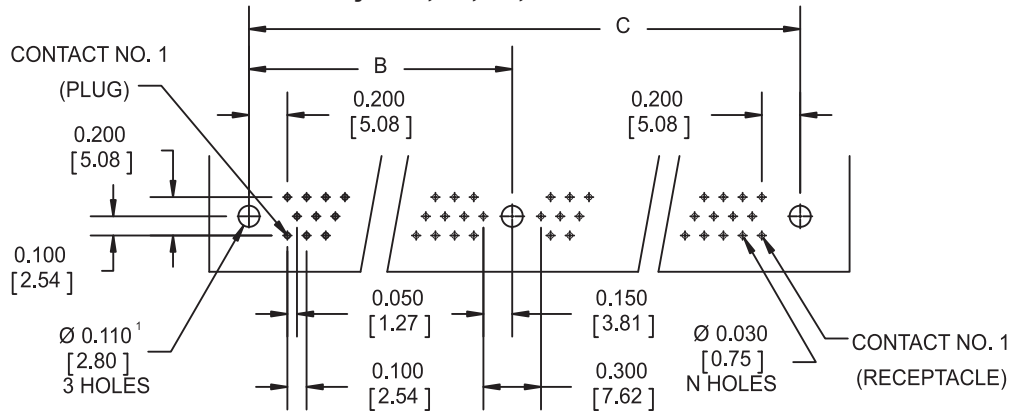 C
CONTACT NO. 1
(PLUG)
B
0.200
[5.08]
0.200
[5.08]
0.200
[5.08]
0.100
[2.54]
0.050
[1.27]
0.150
[3.81]
Ø 0.110¹
[2.80]
3 HOLES
0.100
[2.54]
0.300
[7.62]
Ø 0.030
[0.75]
N HOLES
CONTACT NO. 1
(RECEPTACLE)